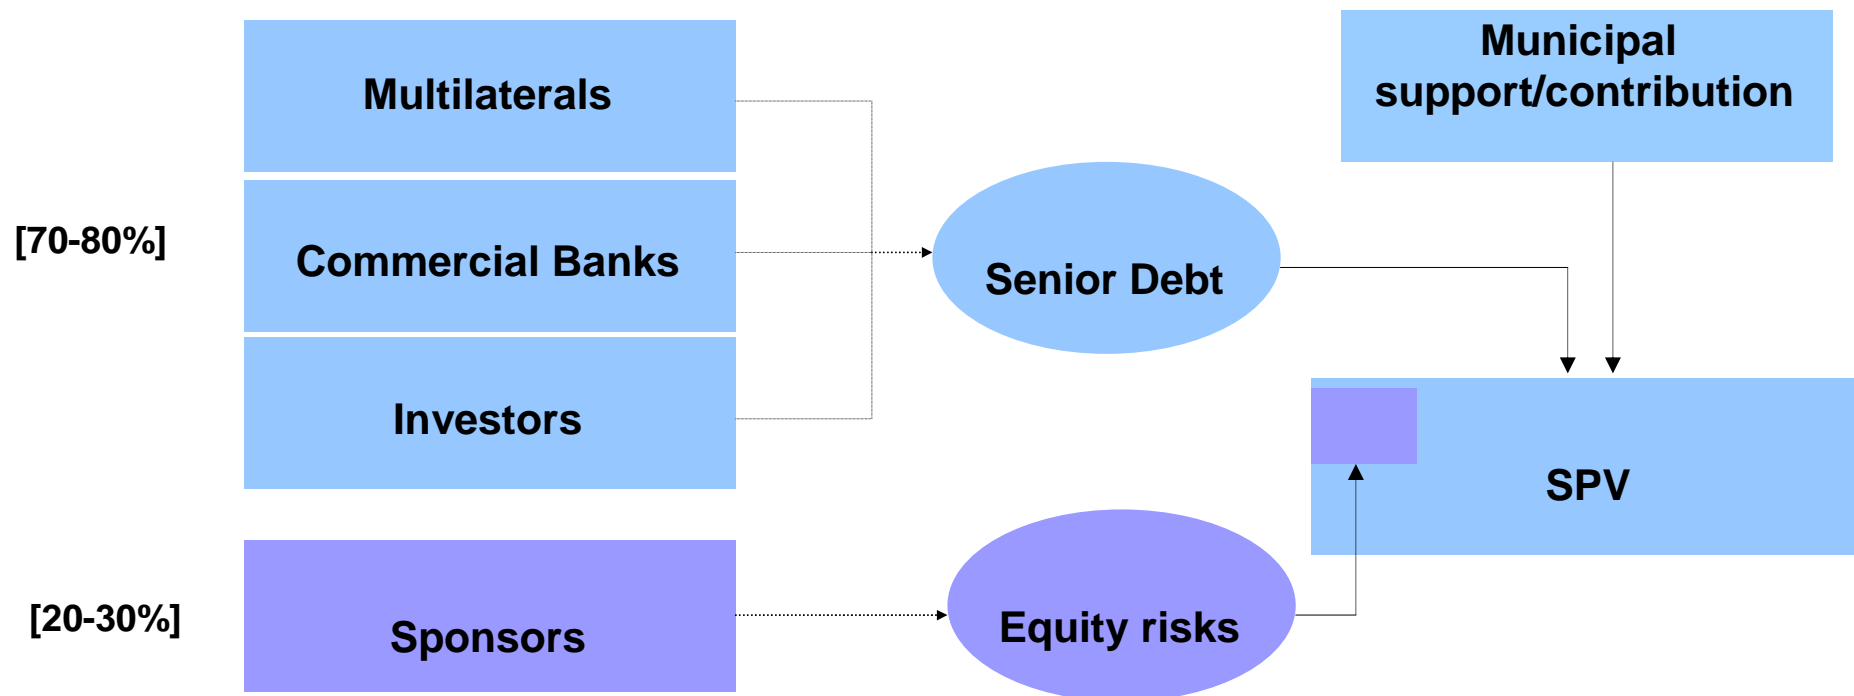 Municipal
support/contribution
Multilaterals
[70-80%]
Commercial Banks
Senior Debt
Investors
SPV
[20-30%]
Sponsors
Equity risks